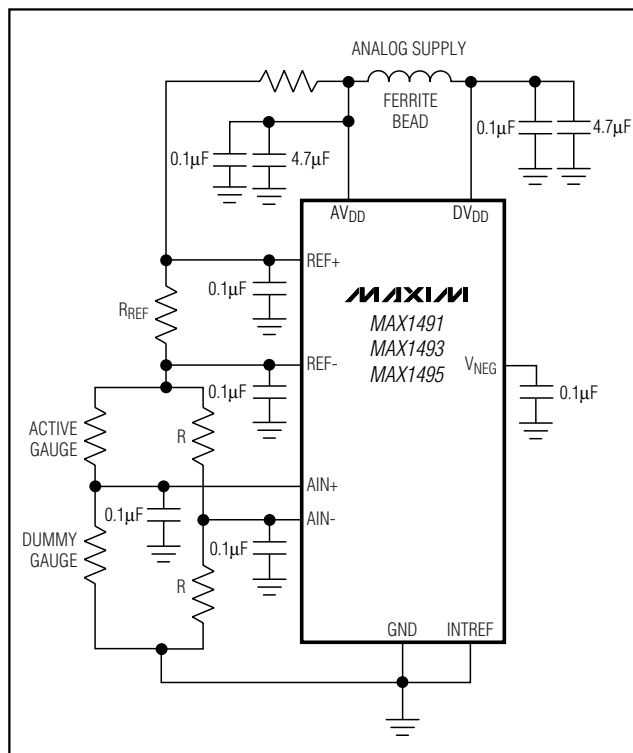 ANALOG SUPPLY
FERRITE
BEAD
0.1µF
4.7µF
0.1µF
4.7µF
AVDD
DVDD
REF+
0.1µF
MAXIM
RREF
MAX1491
MAX1493
MAX1495
REF-
VNEG
0.1µF
0.1µF
ACTIVE
GAUGE
R
AIN+
0.1µF
AIN-
DUMMY
GAUGE
0.1µF
R
GND
INTREF